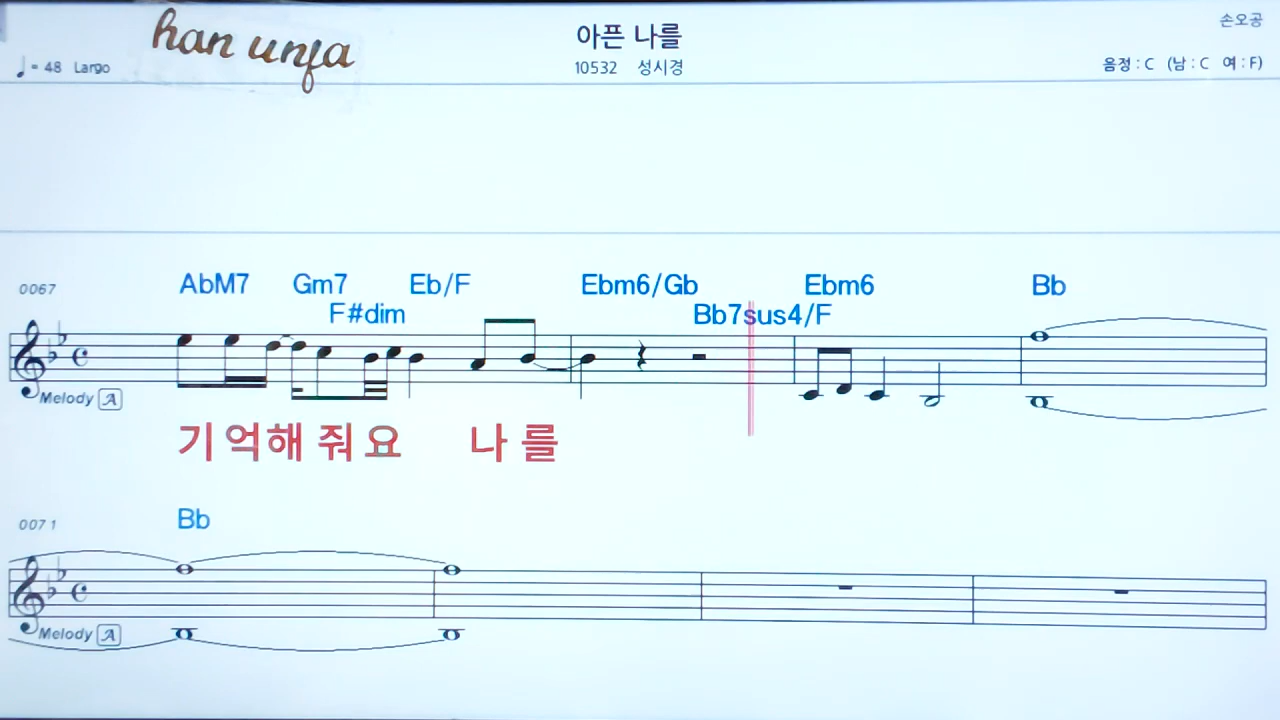 han unfa
아픈 나를
손오공
♩= 48 Largo
10532 성시경
음정 : C (남 : C 여 : F)
0067
AbM7 Gm7 Eb/F Ebm6/Gb Ebm6 Bb
F#dim Bb7sus4/F
Melody A
기억해 줘요 나를
0071
Bb
Melody A